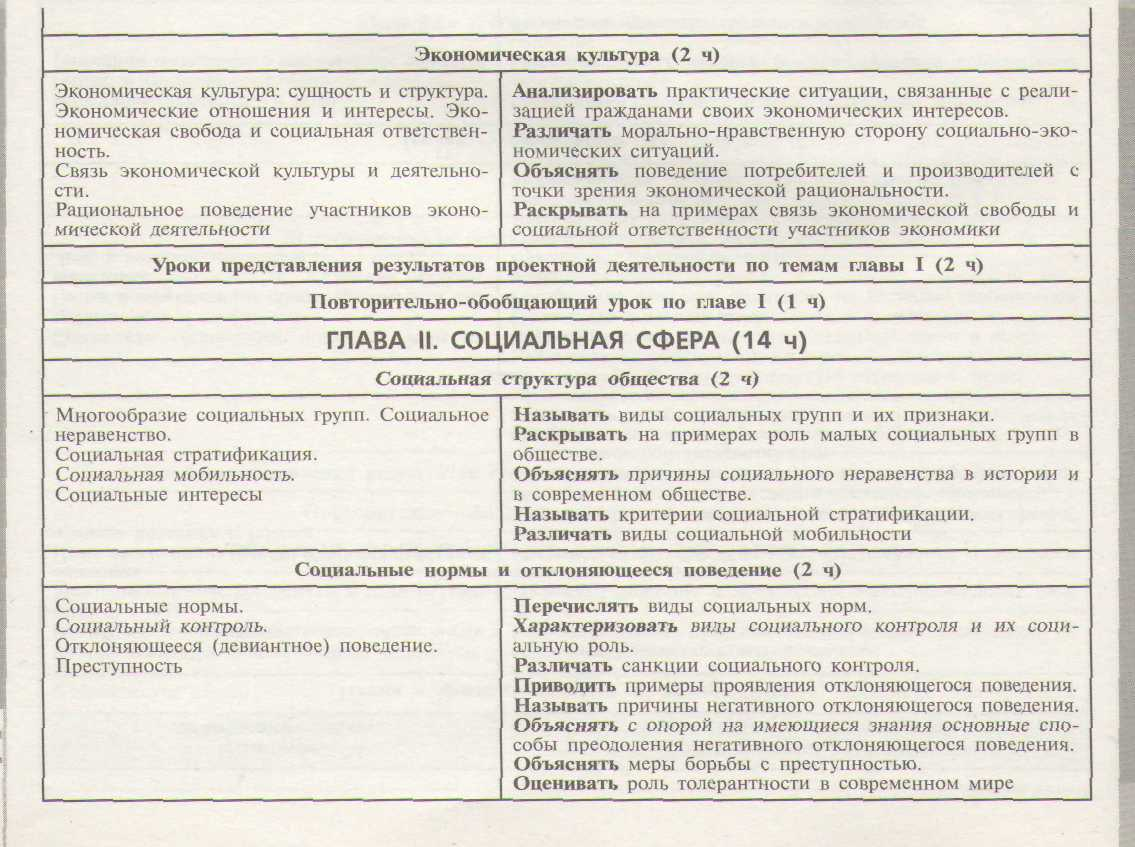 Экономическая культура (2 ч)
Экономическая культура: сущность и структура.
Экономические отношения и интересы. Эко-
номическая свобода и социальная ответствен-
ность.
Связь экономической культуры и деятельно-
сти.
Рациональное поведение участников эконо-
мической деятельности
Анализировать практические ситуации, связанные с реали-
зацией гражданами своих экономических интересов.
Различать морально-нравственную сторону социально-эко-
номических ситуаций.
Объяснять поведение потребителей и производителей с
точки зрения экономической рациональности.
Раскрывать на примерах связь экономической свободы и
социальной ответственности участников экономики
Уроки представления результатов проектной деятельности по темам главы I (2 ч)
Повторительно-обобщающий урок по главе I (1 ч)
ГЛАВА II. СОЦИАЛЬНАЯ СФЕРА (14 ч)
Социальная структура общества (2 ч)
Многообразие социальных групп. Социальное
неравенство.
Социальная стратификация.
Социальная мобильность.
Социальные интересы
Называть виды социальных групп и их признаки.
Раскрывать на примерах роль малых социальных групп в
обществе.
Объяснять причины социального неравенства в истории и
в современном обществе.
Называть критерии социальной стратификации.
Различать виды социальной мобильности
Социальные нормы и отклоняющееся поведение (2 ч)
Социальные нормы.
Социальный контроль.
Отклоняющееся (девиантное) поведение.
Преступность
Перечислять виды социальных норм.
Характеризовать виды социального контроля и их соци-
альную роль.
Различать санкции социального контроля.
Приводить примеры проявления отклоняющегося поведения.
Называть причины негативного отклоняющегося поведения.
Объяснять с опорой на имеющиеся знания основные спо-
собы преодоления негативного отклоняющегося поведения.
Объяснять меры борьбы с преступностью.
Оценивать роль толерантности в современном мире